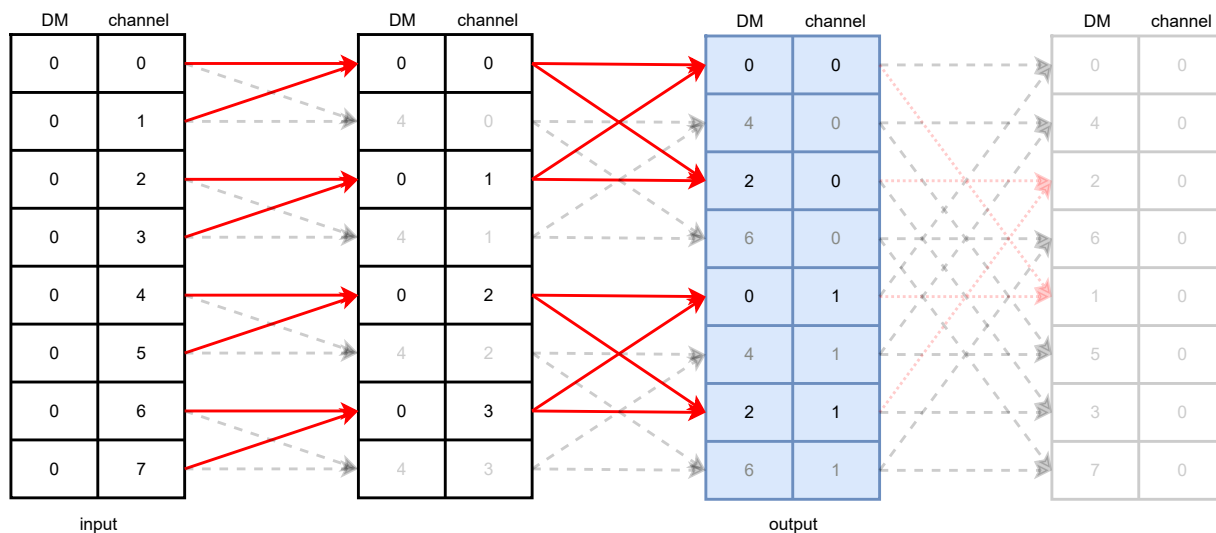 DM channel DM channel DM channel DM channel
0 0 0 0 0 0 0 0
0 1 4 0 4 0 4 0
0 2 0 1 2 0 2 0
0 3 4 1 6 0 6 0
0 4 0 2 0 1 1 0
0 5 4 2 4 1 5 0
0 6 0 3 2 1 3 0
0 7 4 3 6 1 7 0
input output